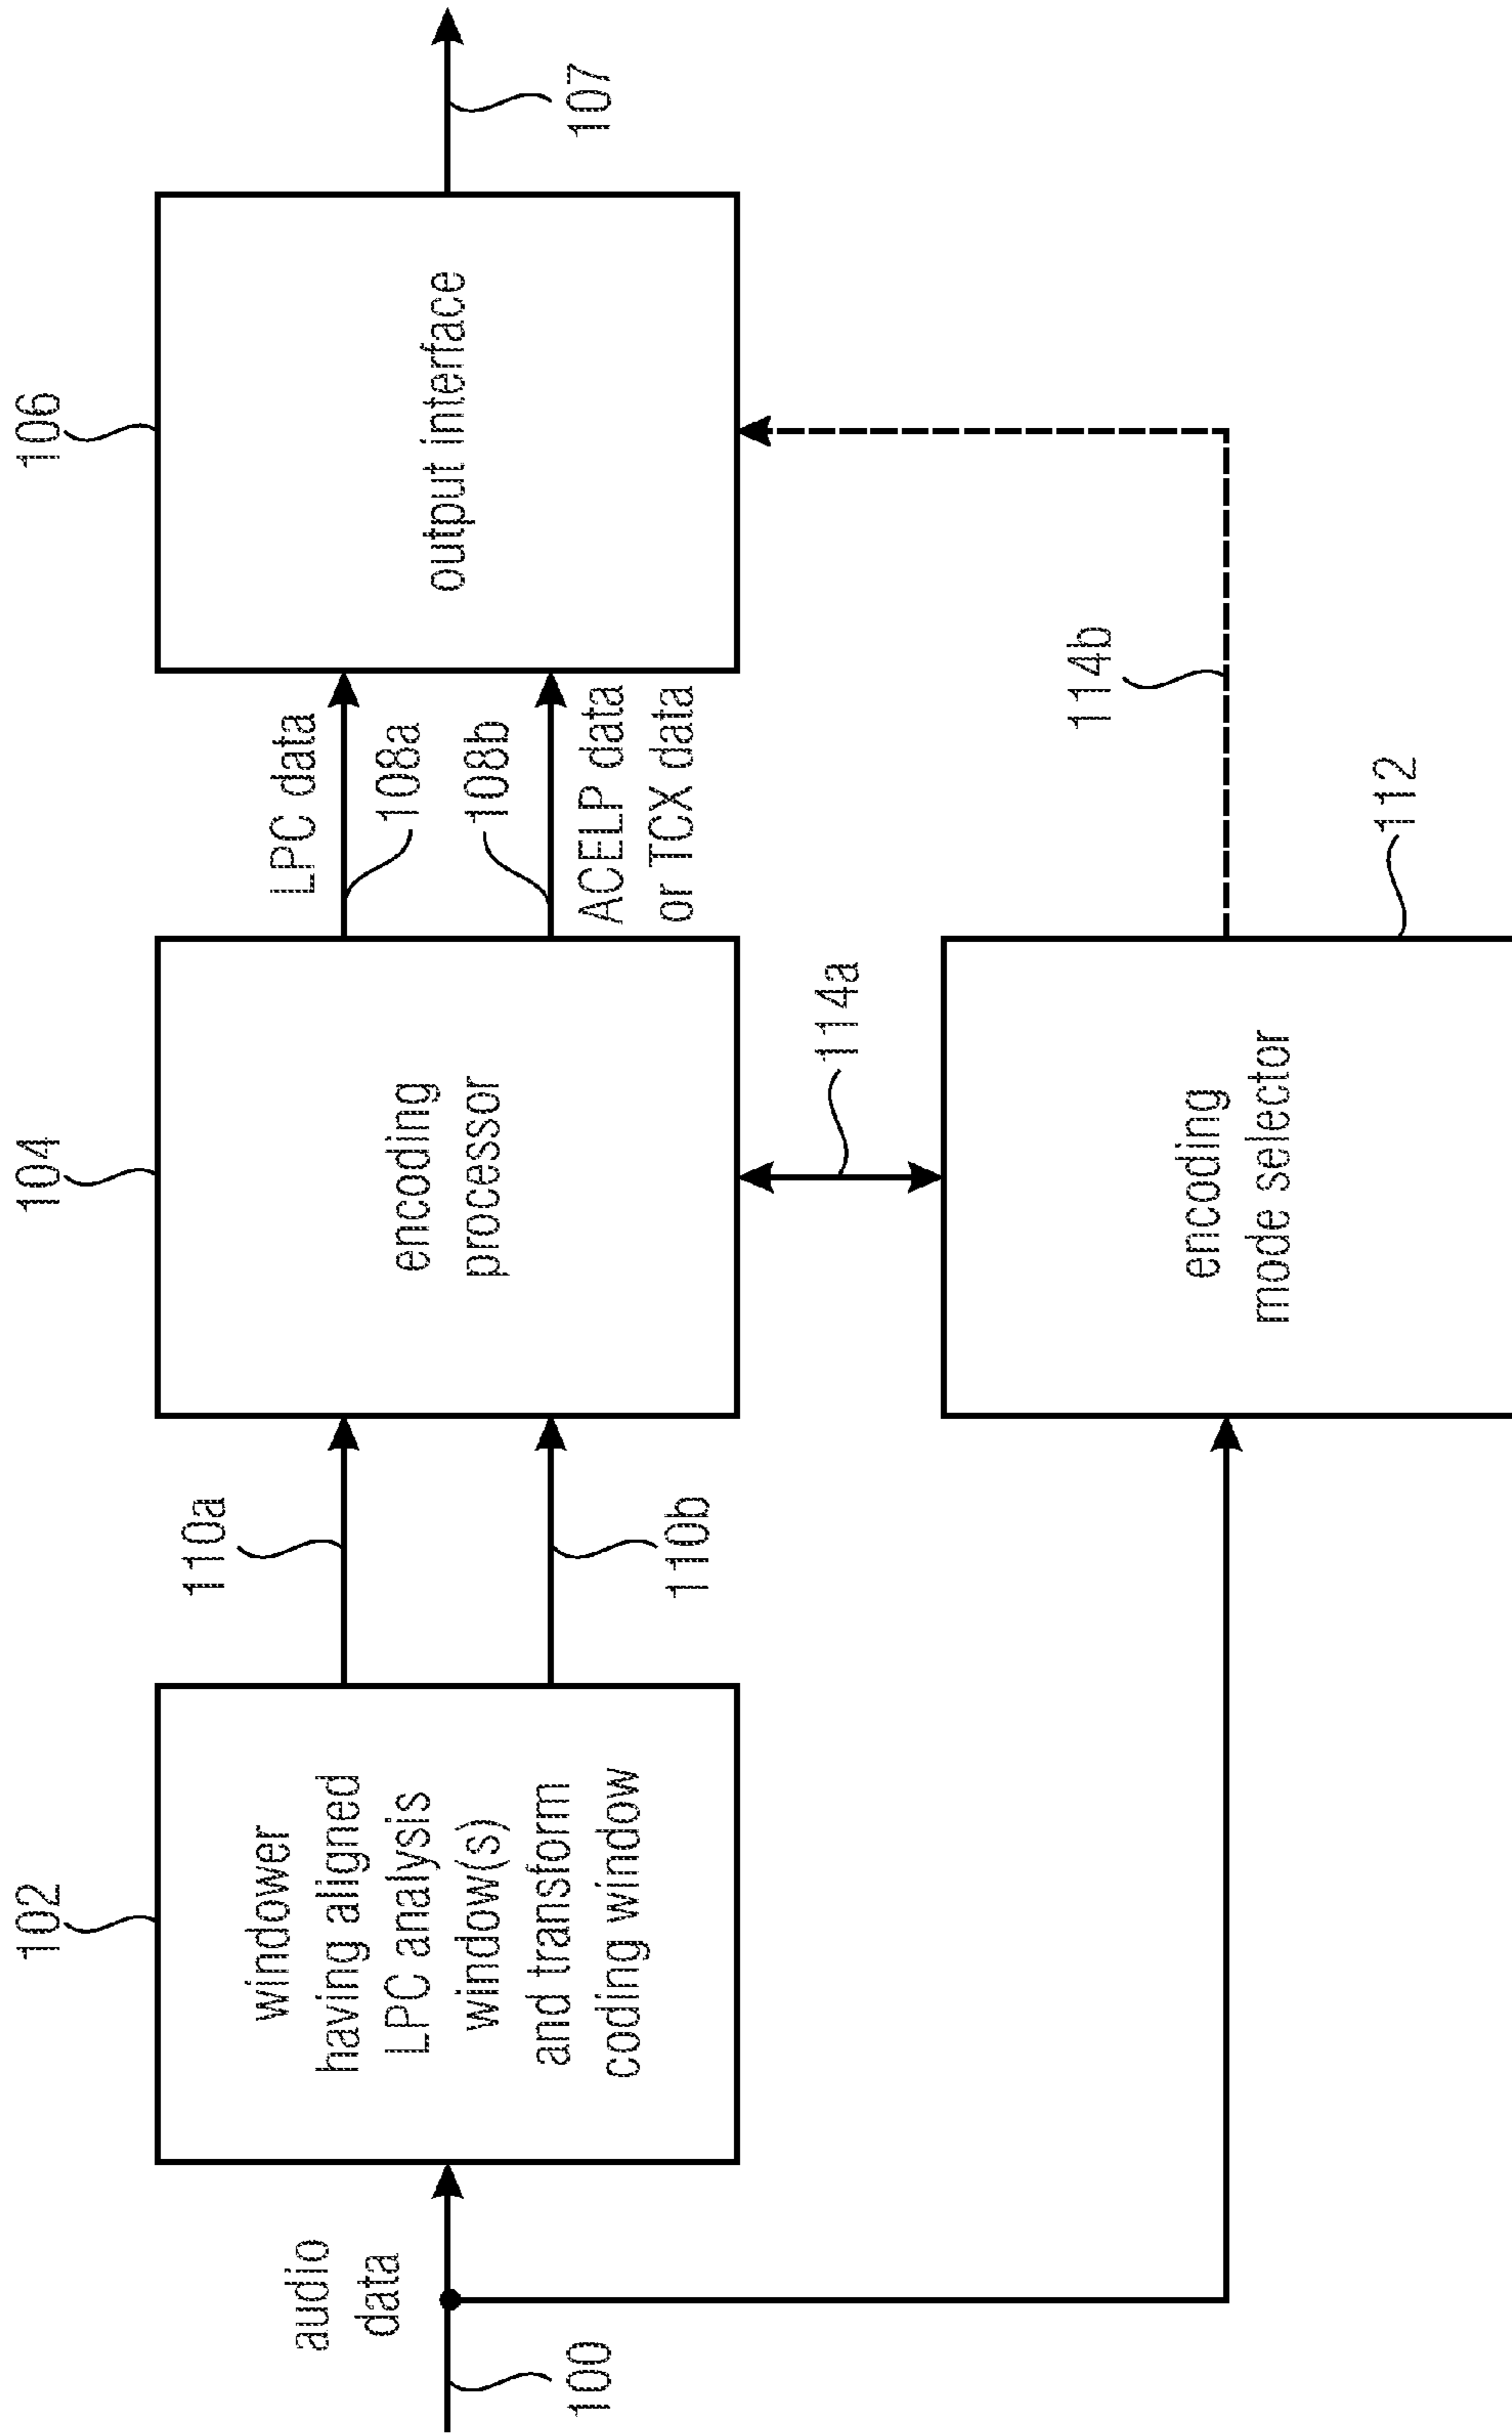 102
104
106
windower
having aligned
LPC analysis
window(s)
and transform
coding window
110a
110b
encoding
processor
LPC data
108a
108b
ACELP data
or TCX data
output interface
107
audio
data
100
114a
114b
encoding
mode selector
112